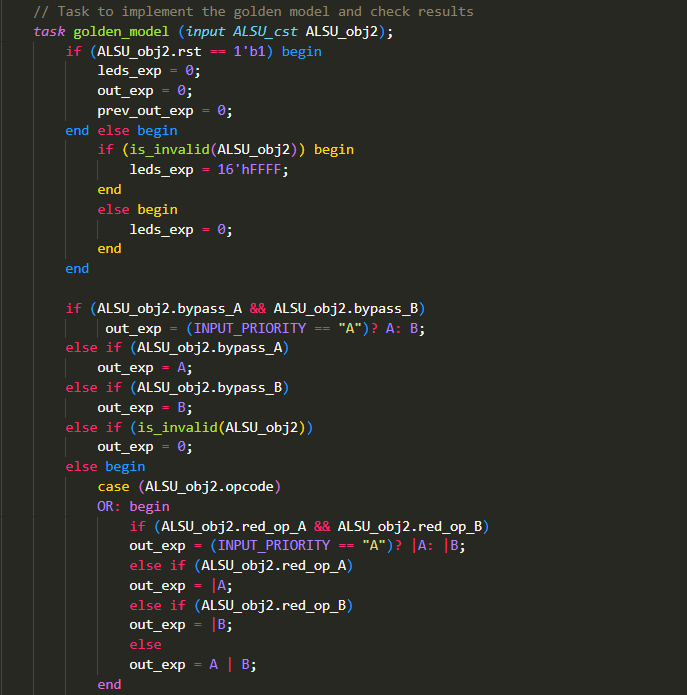 // Task to implement the golden model and check results
task golden_model (input ALSU_cst ALSU_obj2);
if (ALSU_obj2.rst == 1'b1) begin
leds_exp = 0;
out_exp = 0;
prev_out_exp = 0;
end else begin
if (is_invalid(ALSU_obj2)) begin
leds_exp = 16'hFFFF;
end
else begin
leds_exp = 0;
end
end
if (ALSU_obj2.bypass_A && ALSU_obj2.bypass_B)
out_exp = (INPUT_PRIORITY == "A")? A: B;
else if (ALSU_obj2.bypass_A)
out_exp = A;
else if (ALSU_obj2.bypass_B)
out_exp = B;
else if (is_invalid(ALSU_obj2))
out_exp = 0;
else begin
case (ALSU_obj2.opcode)
OR: begin
if (ALSU_obj2.red_op_A && ALSU_obj2.red_op_B)
out_exp = (INPUT_PRIORITY == "A")? |A: |B;
else if (ALSU_obj2.red_op_A)
out_exp = |A;
else if (ALSU_obj2.red_op_B)
out_exp = |B;
else
out_exp = A | B;
end